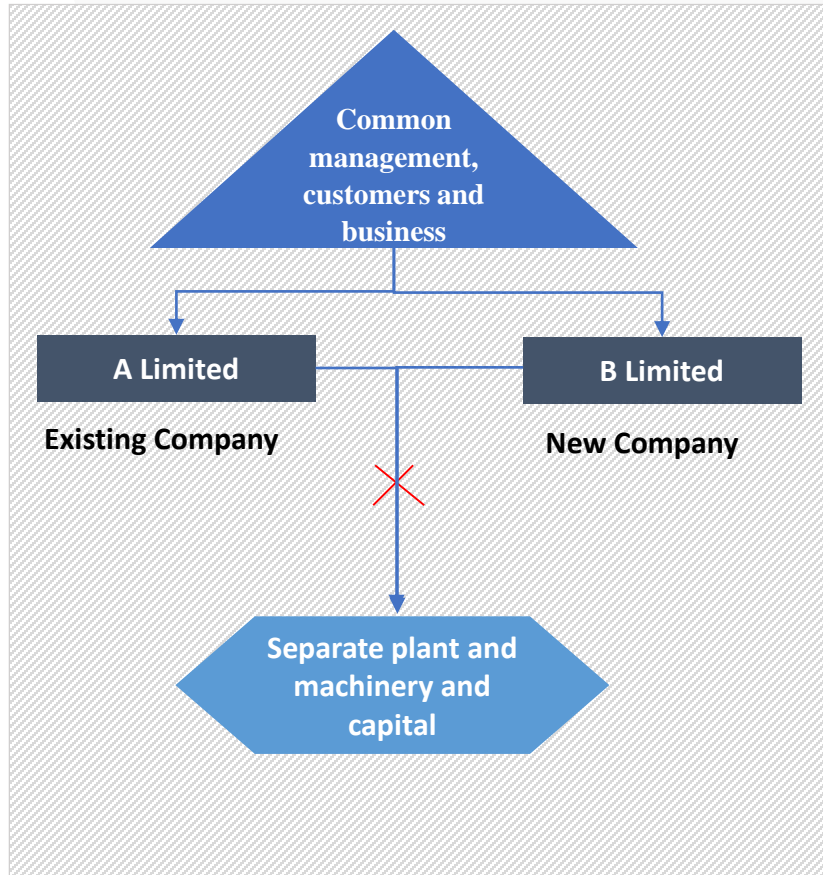 Common
management,
customers and
business
A Limited
B Limited
Existing Company
New Company
Separate plant and
machinery and
capital